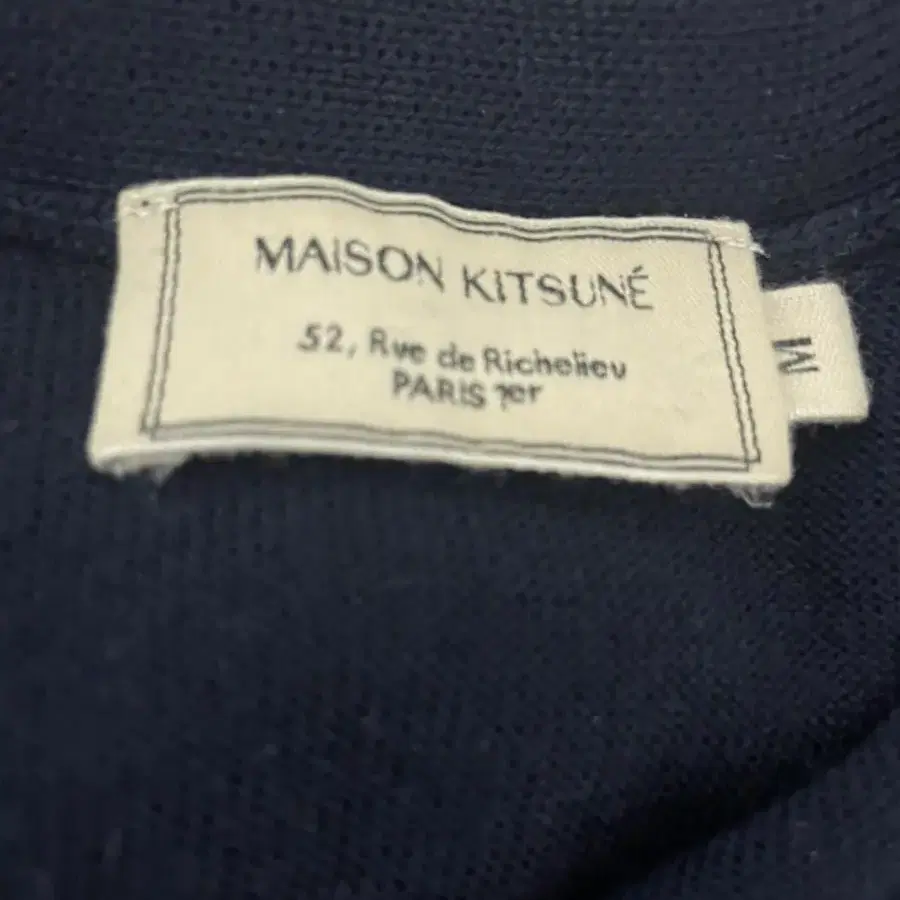 MAISON KITSUNÉ
52, Rue de Richelieu
PARIS 1er
M